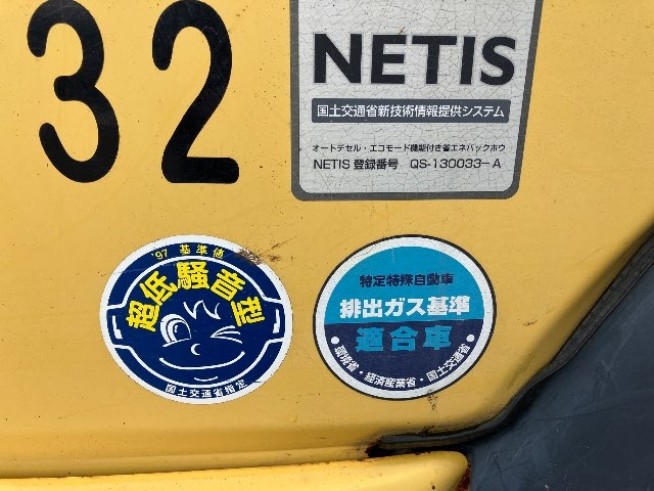 32
NETIS
国土交通省新技術情報提供システム
オートデセル・エコモード機能付き省エネバックホウ
NETIS 登録番号 QS-130033-A
'97 基準値
超低騒音型
国土交通省指定
特定特殊自動車
排出ガス基準
適合車
・環境省・経済産業省・国土交通省・